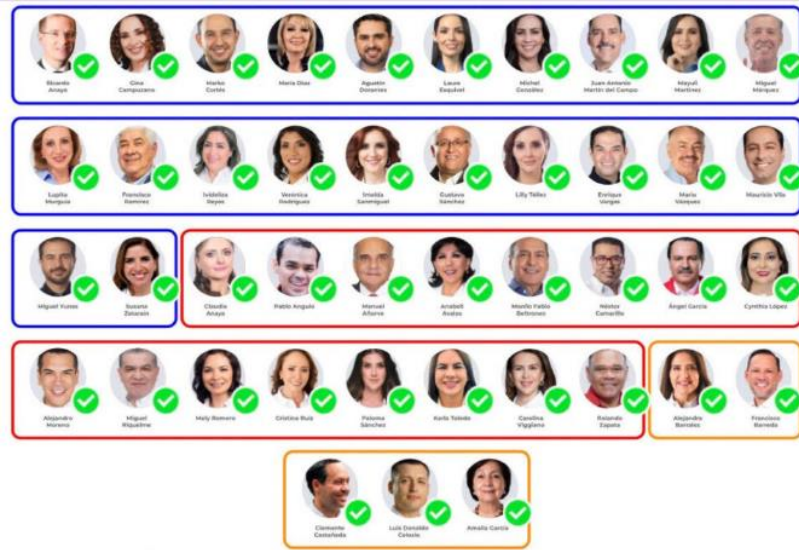 Ricardo
Anaya
Gina
Campuzano
Marko
Cortés
María Díaz
Agustín
Dorantes
Laura
Esquivel
Michel
González
Juan Antonio
Martín del Campo
Mayuli
Martínez
Miguel
Márquez
Lupita
Murguía
Francisco
Ramírez
Ivideliza
Reyes
Verónica
Rodríguez
Imelda
Sanmiguel
Gustavo
Sánchez
Lilly Téllez
Enrique
Vargas
Mario
Vázquez
Mauricio Vila
Miguel Yunes
Susana
Zatarain
Claudia
Anaya
Pablo Angulo
Manuel
Añorve
Anabell
Ávalos
Manlio Fabio
Beltrones
Néstor
Camarillo
Ángel García
Cynthia López
Alejandro
Moreno
Miguel
Riquelme
Mely Romero
Cristina Ruiz
Paloma
Sánchez
Karla Toledo
Carolina
Viggiano
Rolando
Zapata
Alejandra
Barrales
Francisco
Barreda
Clemente
Castañeda
Luis Donaldo
Colosio
Amalia García